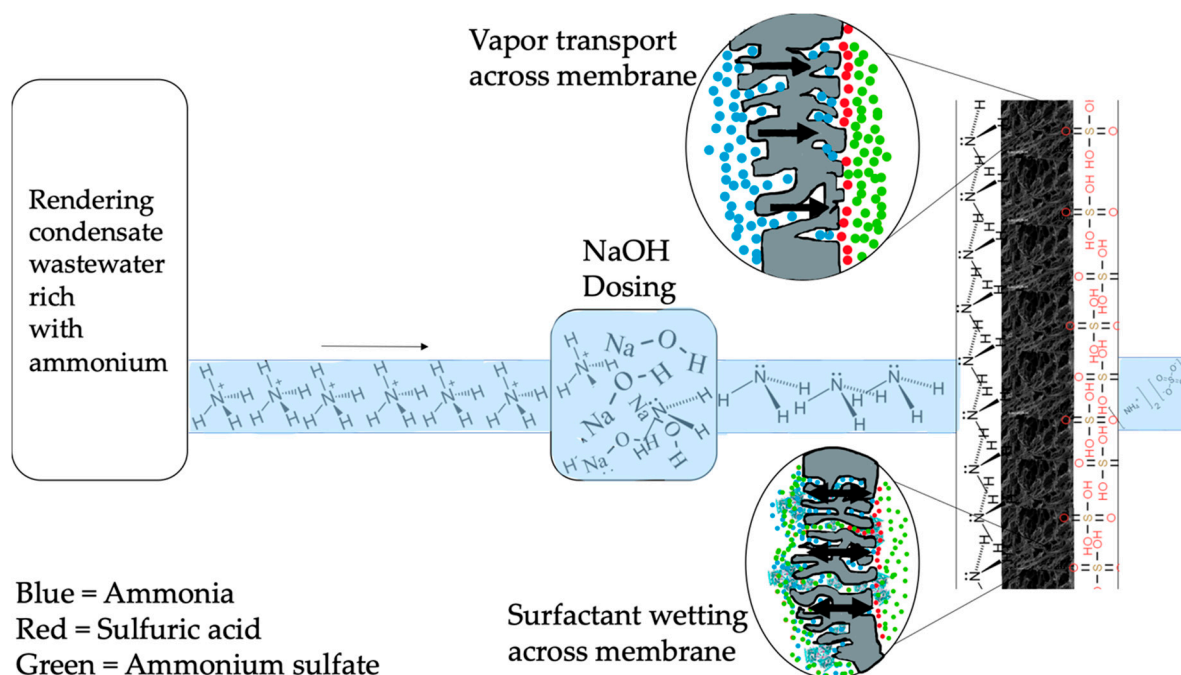 Vapor transport
across membrane
Rendering
condensate
wastewater
rich
with
ammonium
NaOH
Dosing
Surfactant wetting
across membrane
Blue = Ammonia
Red = Sulfuric acid
Green = Ammonium sulfate